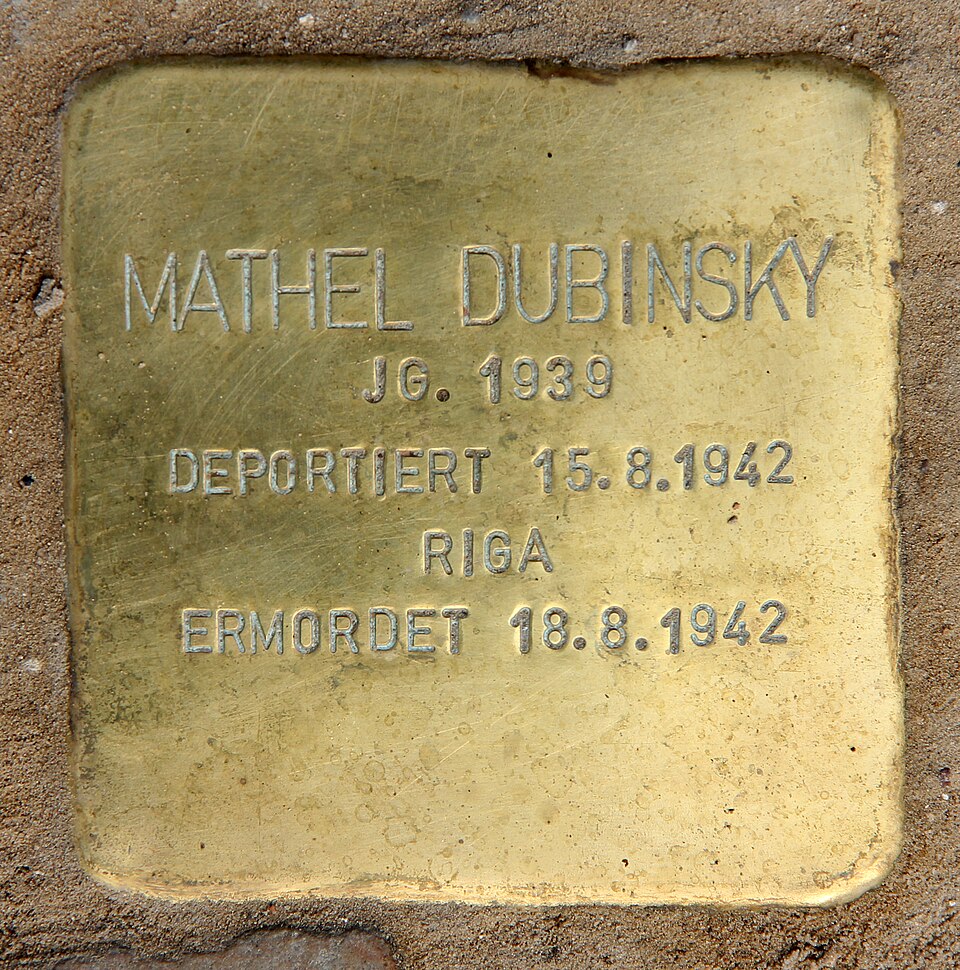 MATHEL DUBINSKY
JG. 1939
DEPORTIERT 15.8.1942
RIGA
ERMORDET 18.8.1942